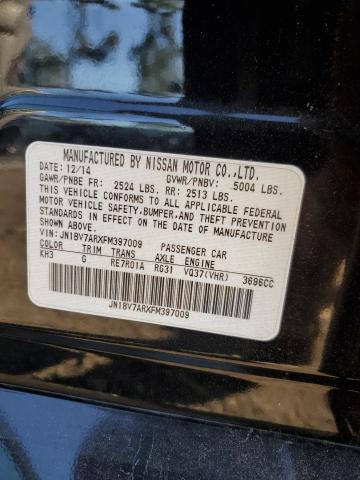 MANUFACTURED BY NISSAN MOTOR CO.,LTD.
DATE: 12/14 GVWR/PNBV: 5004 LBS.
GAWR/PNBE FR: 2524 LBS. RR: 2513 LBS.
THIS VEHICLE CONFORMS TO ALL APPLICABLE FEDERAL
MOTOR VEHICLE SAFETY,BUMPER,AND THEFT PREVENTION
STANDARDS IN EFFECT ON THE DATE OF MANUFACTURE
SHOWN ABOVE.
VIN: JN1BV7ARXFM397009 PASSENGER CAR
COLOR TRIM TRANS AXLE ENGINE
KH3 G RE7R01A RG31 VQ37(VHR) 3696CC
JN1BV7ARXFM397009